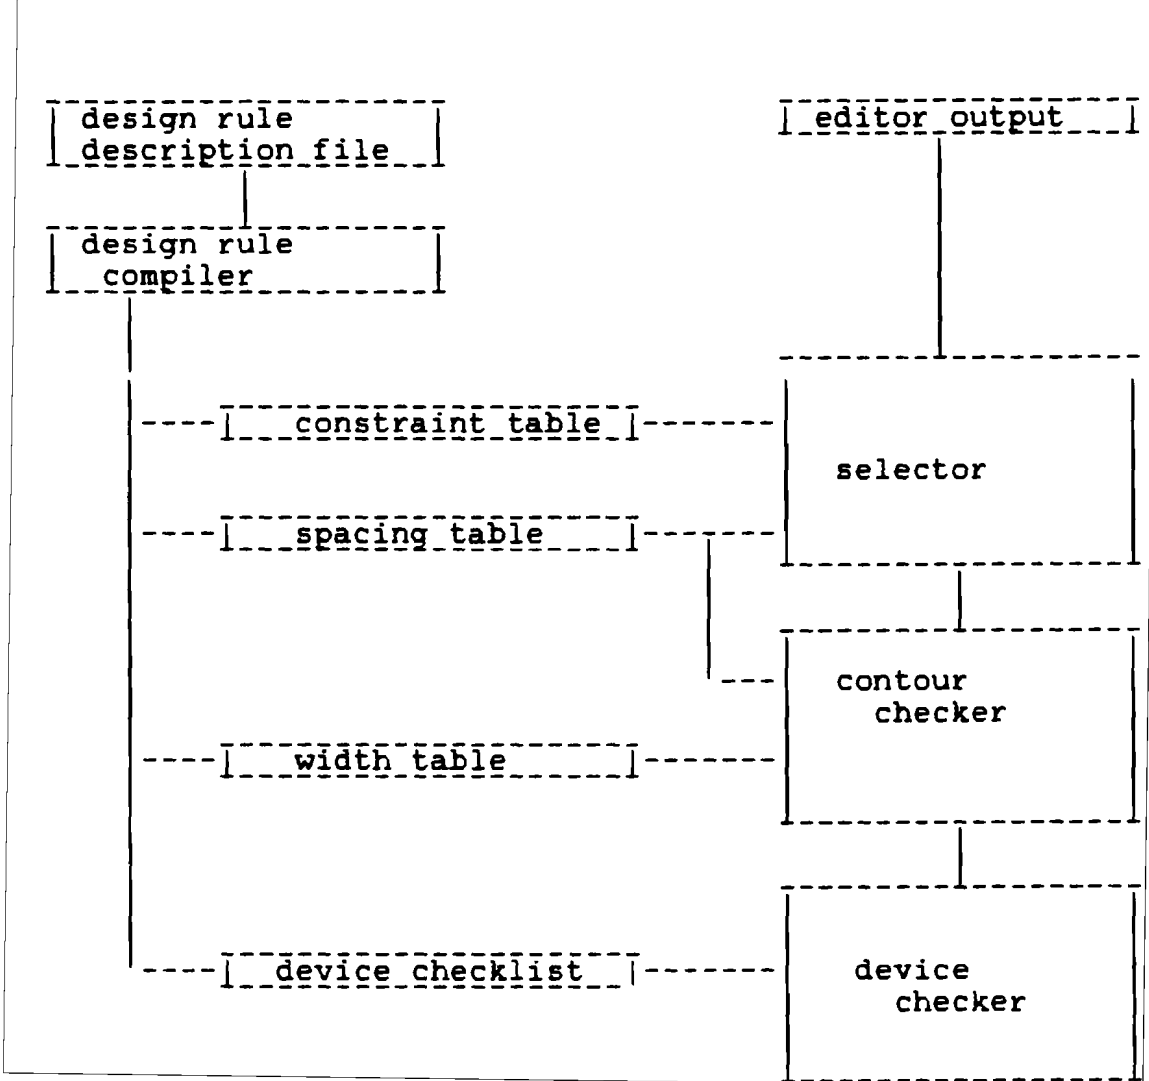 design rule
description file
editor output
design rule
compiler
constraint table
selector
spacing table
contour
checker
width table
device checklist
device
checker